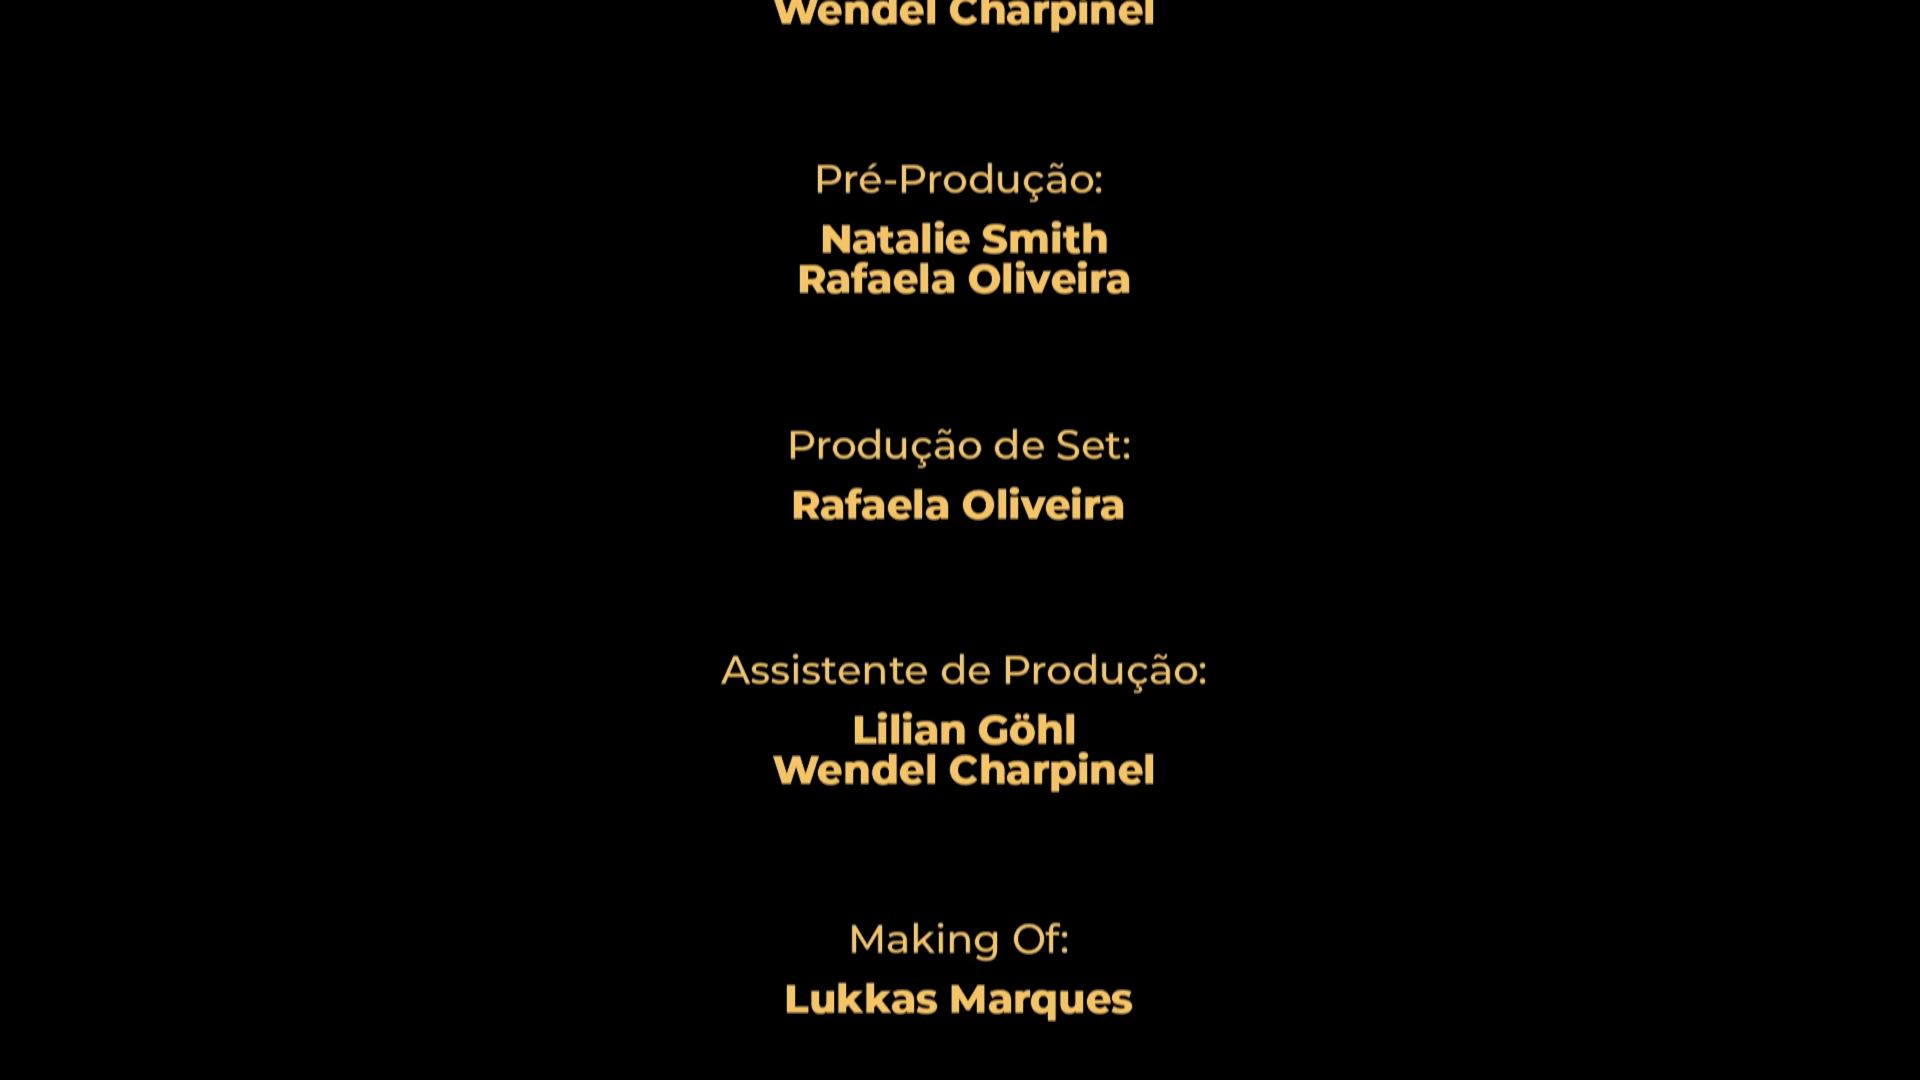 Wendel Charpinel
Pré-Produção:
Natalie Smith
Rafaela Oliveira
Produção de Set:
Rafaela Oliveira
Assistente de Produção:
Lilian Göhl
Wendel Charpinel
Making Of:
Lukkas Marques